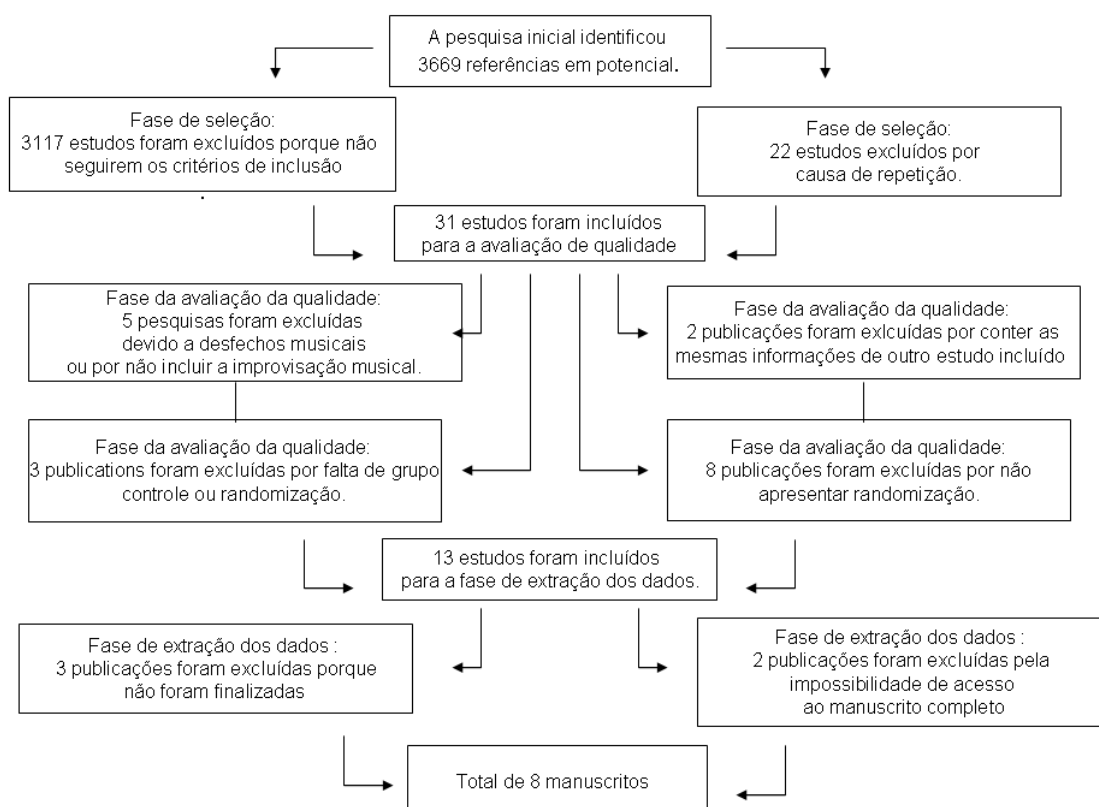 A pesquisa inicial identificou
3669 referências em potencial.
Fase de seleção:
3117 estudos foram excluídos porque não
seguirem os critérios de inclusão
.
Fase de seleção:
22 estudos excluídos por
causa de repetição.
31 estudos foram incluídos
para a avaliação de qualidade
Fase da avaliação da qualidade:
5 pesquisas foram excluídas
devido a desfechos musicais
ou por não incluir a improvisação musical.
Fase da avaliação da qualidade:
2 publicações foram exlcuídas por conter as
mesmas informações de outro estudo incluído
Fase da avaliação da qualidade:
3 publications foram excluídas por falta de grupo
controle ou randomização.
Fase da avaliação da qualidade:
8 publicações foram excluídas por não
apresentar randomização.
13 estudos foram incluídos
para a fase de extração dos dados.
Fase de extração dos dados :
3 publicações foram excluídas porque
não foram finalizadas
Fase de extração dos dados :
2 publicações foram excluídas pela
impossibilidade de acesso
ao manuscrito completo
Total de 8 manuscritos